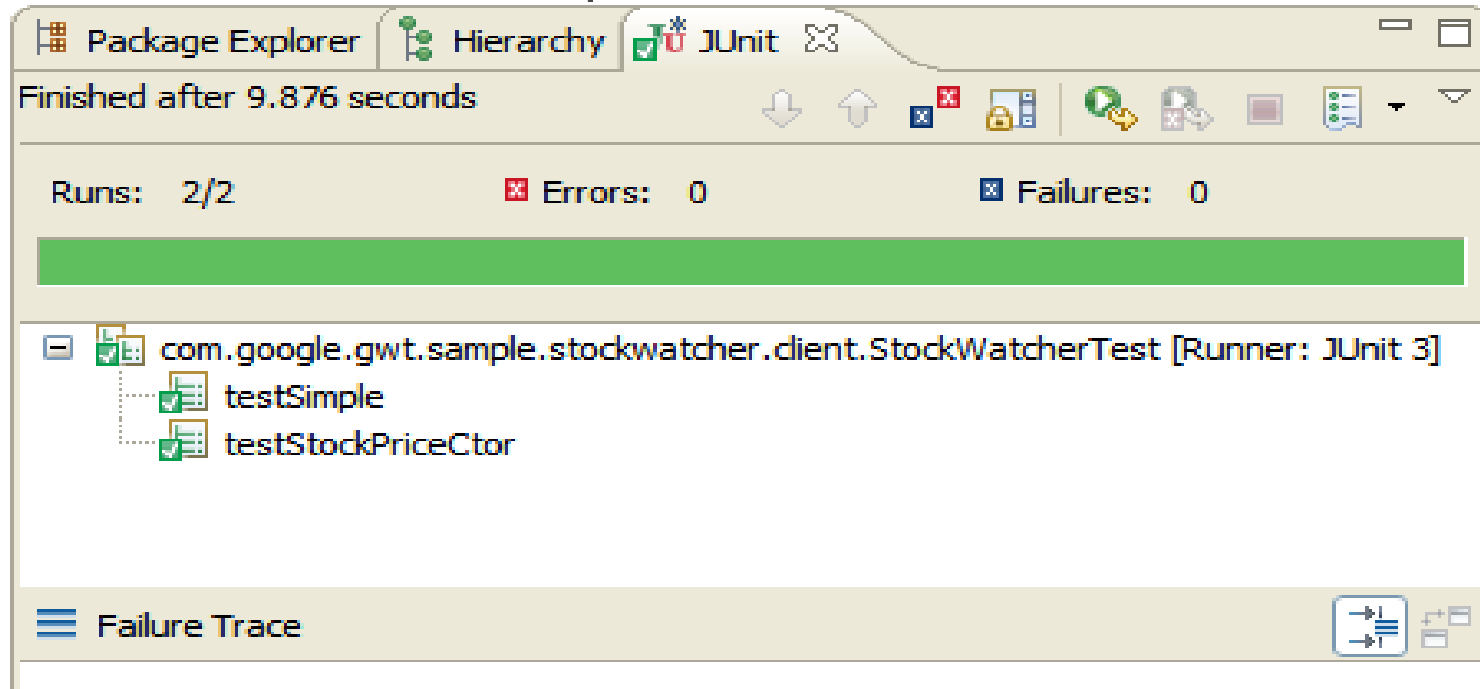 Package Explorer Hierarchy JUnit
Finished after 9.876 seconds
Runs: 2/2 Errors: 0 Failures: 0
com.google.gwt.sample.stockwatcher.client.StockWatcherTest [Runner: JUnit 3]
testSimple
testStockPriceCtor
Failure Trace